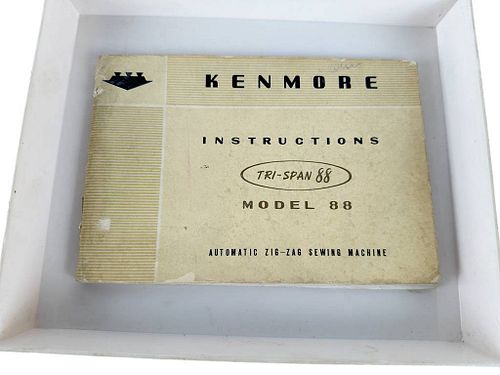 KENMORE
INSTRUCTIONS
TRI-SPAN 88
MODEL 88
AUTOMATIC ZIG-ZAG SEWING MACHINE